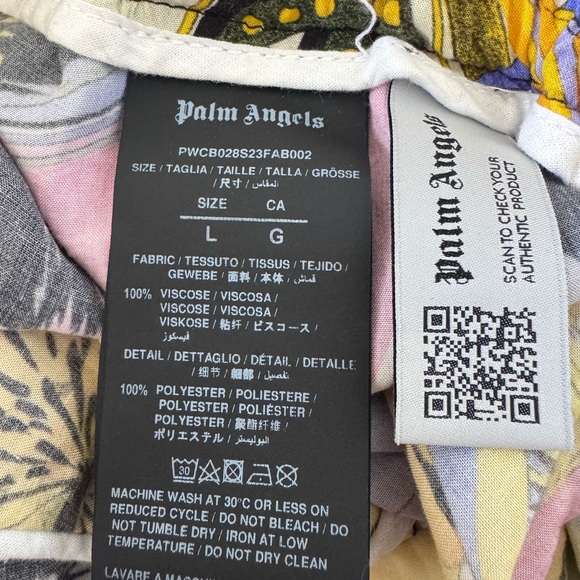 Palm Angels
PWCB028S23FAB002
SIZE / TAGLIA / TAILLE / TALLA / GRÖSSE
/ 尺寸 / المقاس /
SIZE CA
L G
FABRIC / TESSUTO / TISSUS / TEJIDO /
GEWEBE / 面料 / 本体 / قماش /
100% VISCOSE / VISCOSA /
VISCOSE / VISCOSA /
VISKOSE / 粘纤 / ビスコース /
فيسكوز
DETAIL / DETTAGLIO / DÉTAIL / DETALLE
/ 细节 / 細部 / تفصيل /
100% POLYESTER / POLIESTERE /
POLYESTER / POLIÉSTER /
POLYESTER / 聚酯纤维 /
ポリエステル / البوليستر /
30
MACHINE WASH AT 30°C OR LESS ON
REDUCED CYCLE / DO NOT BLEACH / DO
NOT TUMBLE DRY / IRON AT LOW
TEMPERATURE / DO NOT DRY CLEAN
LAVARE A
Palm Angels
SCAN TO CHECK YOUR
AUTHENTIC PRODUCT